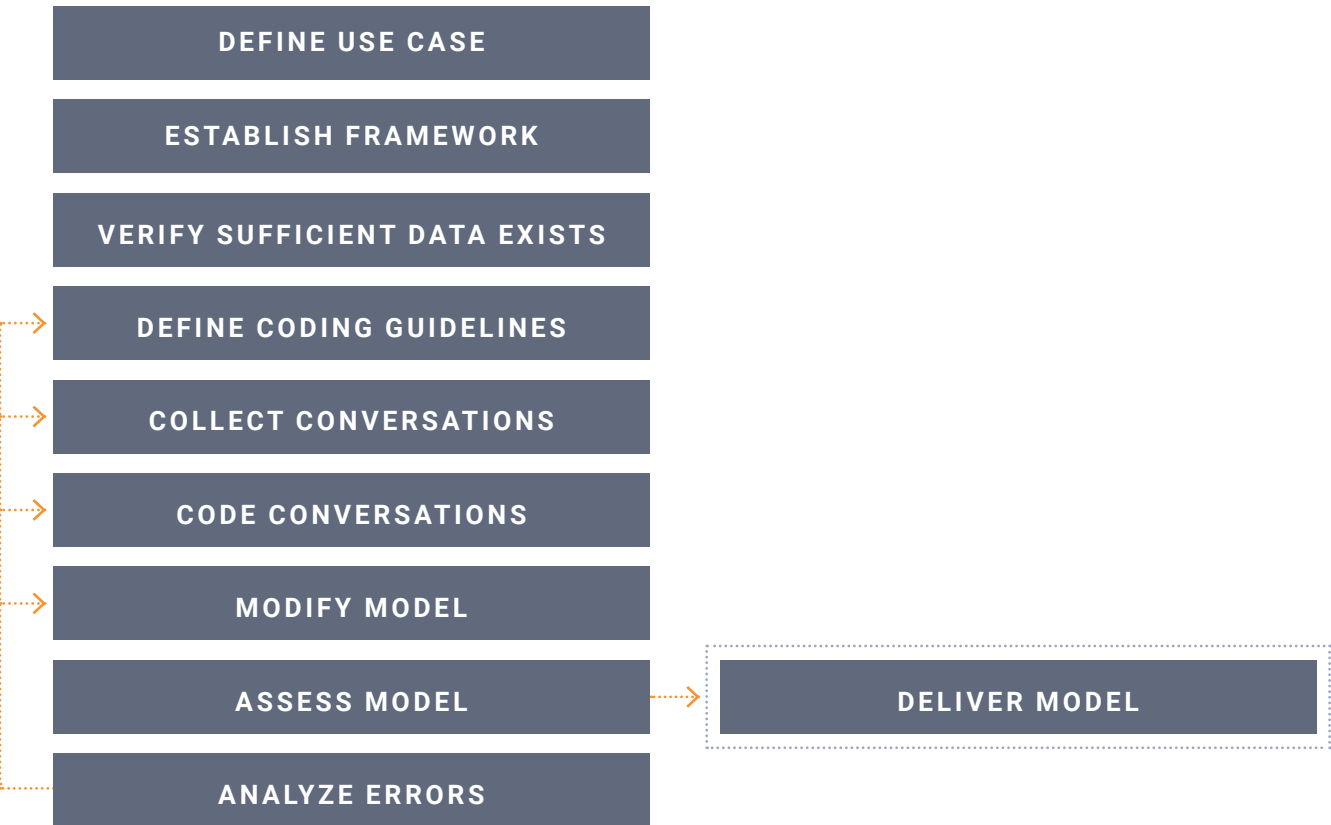 DEFINE USE CASE
ESTABLISH FRAMEWORK
VERIFY SUFFICIENT DATA EXISTS
DEFINE CODING GUIDELINES
COLLECT CONVERSATIONS
CODE CONVERSATIONS
MODIFY MODEL
ASSESS MODEL
DELIVER MODEL
ANALYZE ERRORS